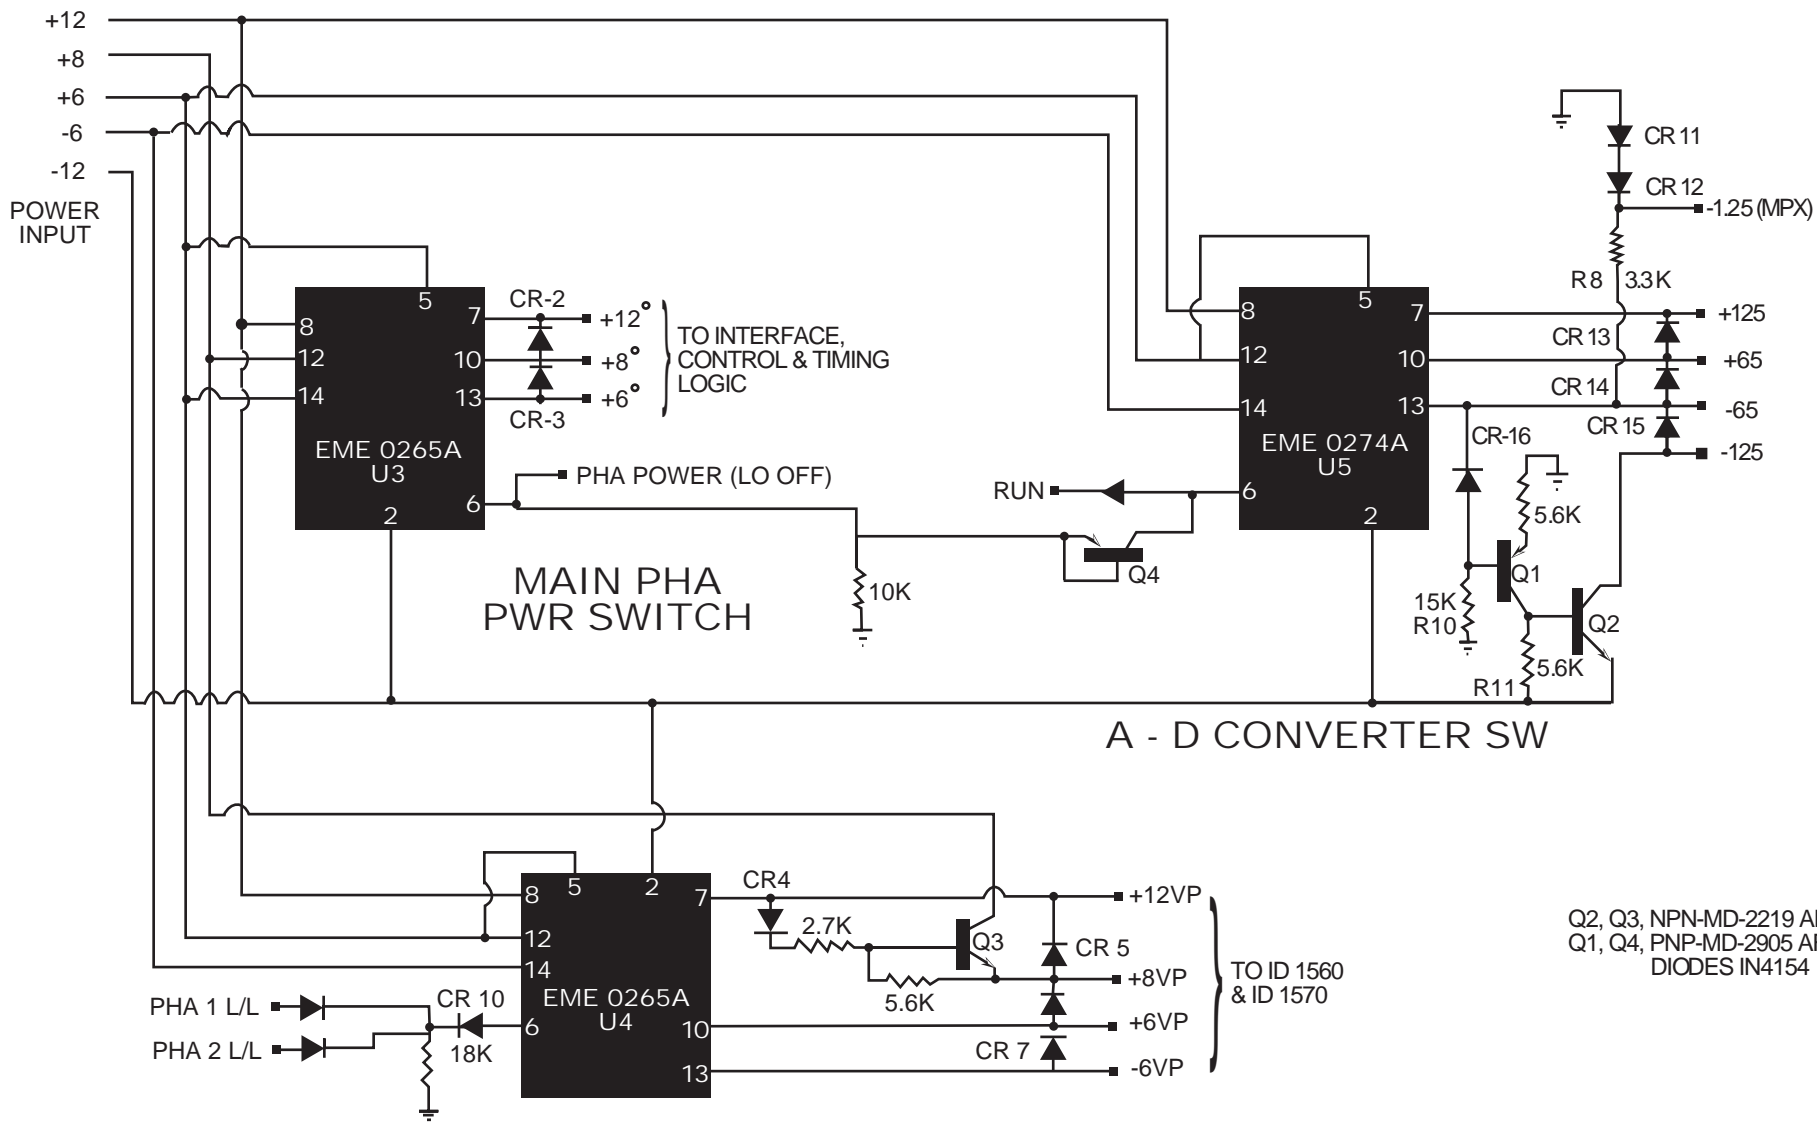 +12
+8
+6
-6
-12
POWER
INPUT
5
8
12
14
7
10
13
6
2
EME 0265A
U3
CR-2
CR-3
+12°
+8°
+6°
TO INTERFACE,
CONTROL & TIMING
LOGIC
PHA POWER (LO OFF)
MAIN PHA
PWR SWITCH
10K
RUN
Q4
5
8
12
14
7
10
13
6
2
EME 0274A
U5
CR 11
CR 12
-1.25 (MPX)
R 8 3.3 K
+125
CR 13
+65
CR 14
-65
CR 15
-125
CR-16
5.6K
Q1
15K
R10
Q2
5.6K
R11
A - D CONVERTER SW
8
5
2
7
12
14
6
10
13
EME 0265A
U4
CR4
2.7K
Q3
5.6K
CR 5
CR 7
+12VP
+8VP
+6VP
-6VP
TO ID 1560
& ID 1570
PHA 1 L/L
PHA 2 L/L
CR 10
18K
Q2, Q3, NPN-MD-2219
Q1, Q4, PNP-MD-2905
DIODES IN4154